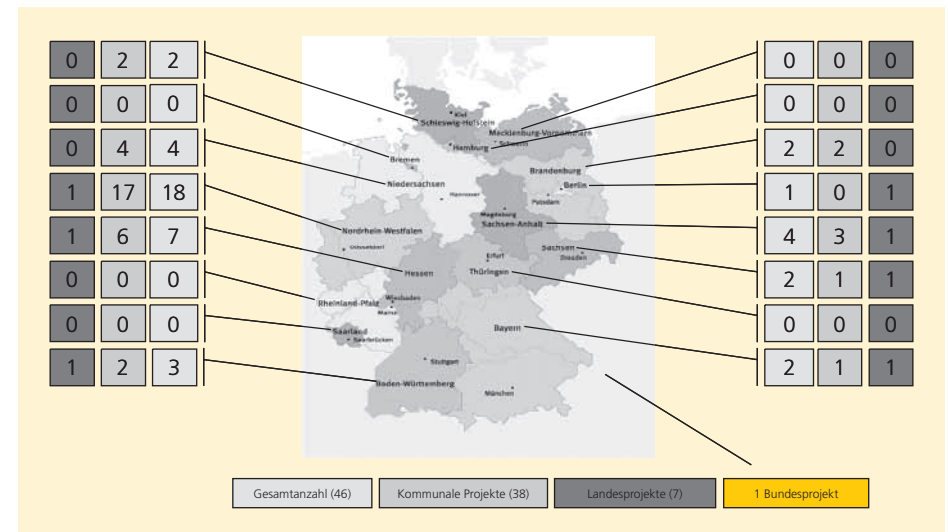 0 2 2
0 0 0
0 4 4
1 17 18
1 6 7
0 0 0
0 0 0
1 2 3
Kiel
Schleswig-Holstein
Mecklenburg-Vorpommern
Schwerin
Hamburg
Bremen
Niedersachsen
Hannover
Brandenburg
Berlin
Potsdam
Magdeburg
Sachsen-Anhalt
Nordrhein-Westfalen
Düsseldorf
Hessen
Erfurt
Thüringen
Sachsen
Dresden
Rheinland-Pfalz
Wiesbaden
Mainz
Saarland
Saarbrücken
Bayern
Stuttgart
Baden-Württemberg
München
0 0 0
0 0 0
2 2 0
1 0 1
4 3 1
2 1 1
0 0 0
2 1 1
Gesamtanzahl (46)
Kommunale Projekte (38)
Landesprojekte (7)
1 Bundesprojekt